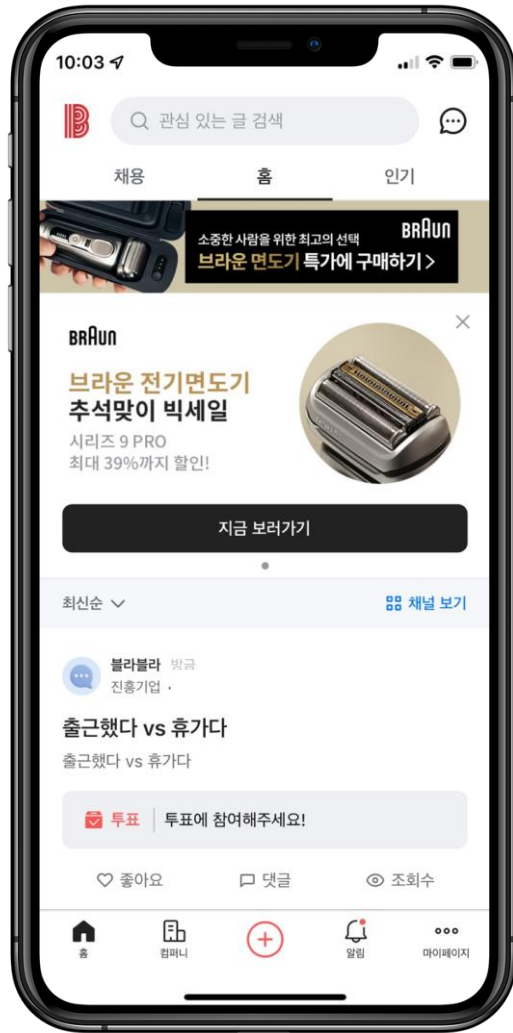 10:03
B
관심 있는 글 검색
채용
홈
인기
소중한 사람을 위한 최고의 선택
브라운 면도기 특가에 구매하기 >
BRAUN
BRAUN
브라운 전기면도기
추석맞이 빅세일
시리즈 9 PRO
최대 39%까지 할인!
지금 보러가기
최신순
채널 보기
블라블라 방금
진흥기업 ·
출근했다 vs 휴가다
출근했다 vs 휴가다
투표
투표에 참여해주세요!
좋아요
댓글
조회수
홈
컴퍼니
알림
마이페이지